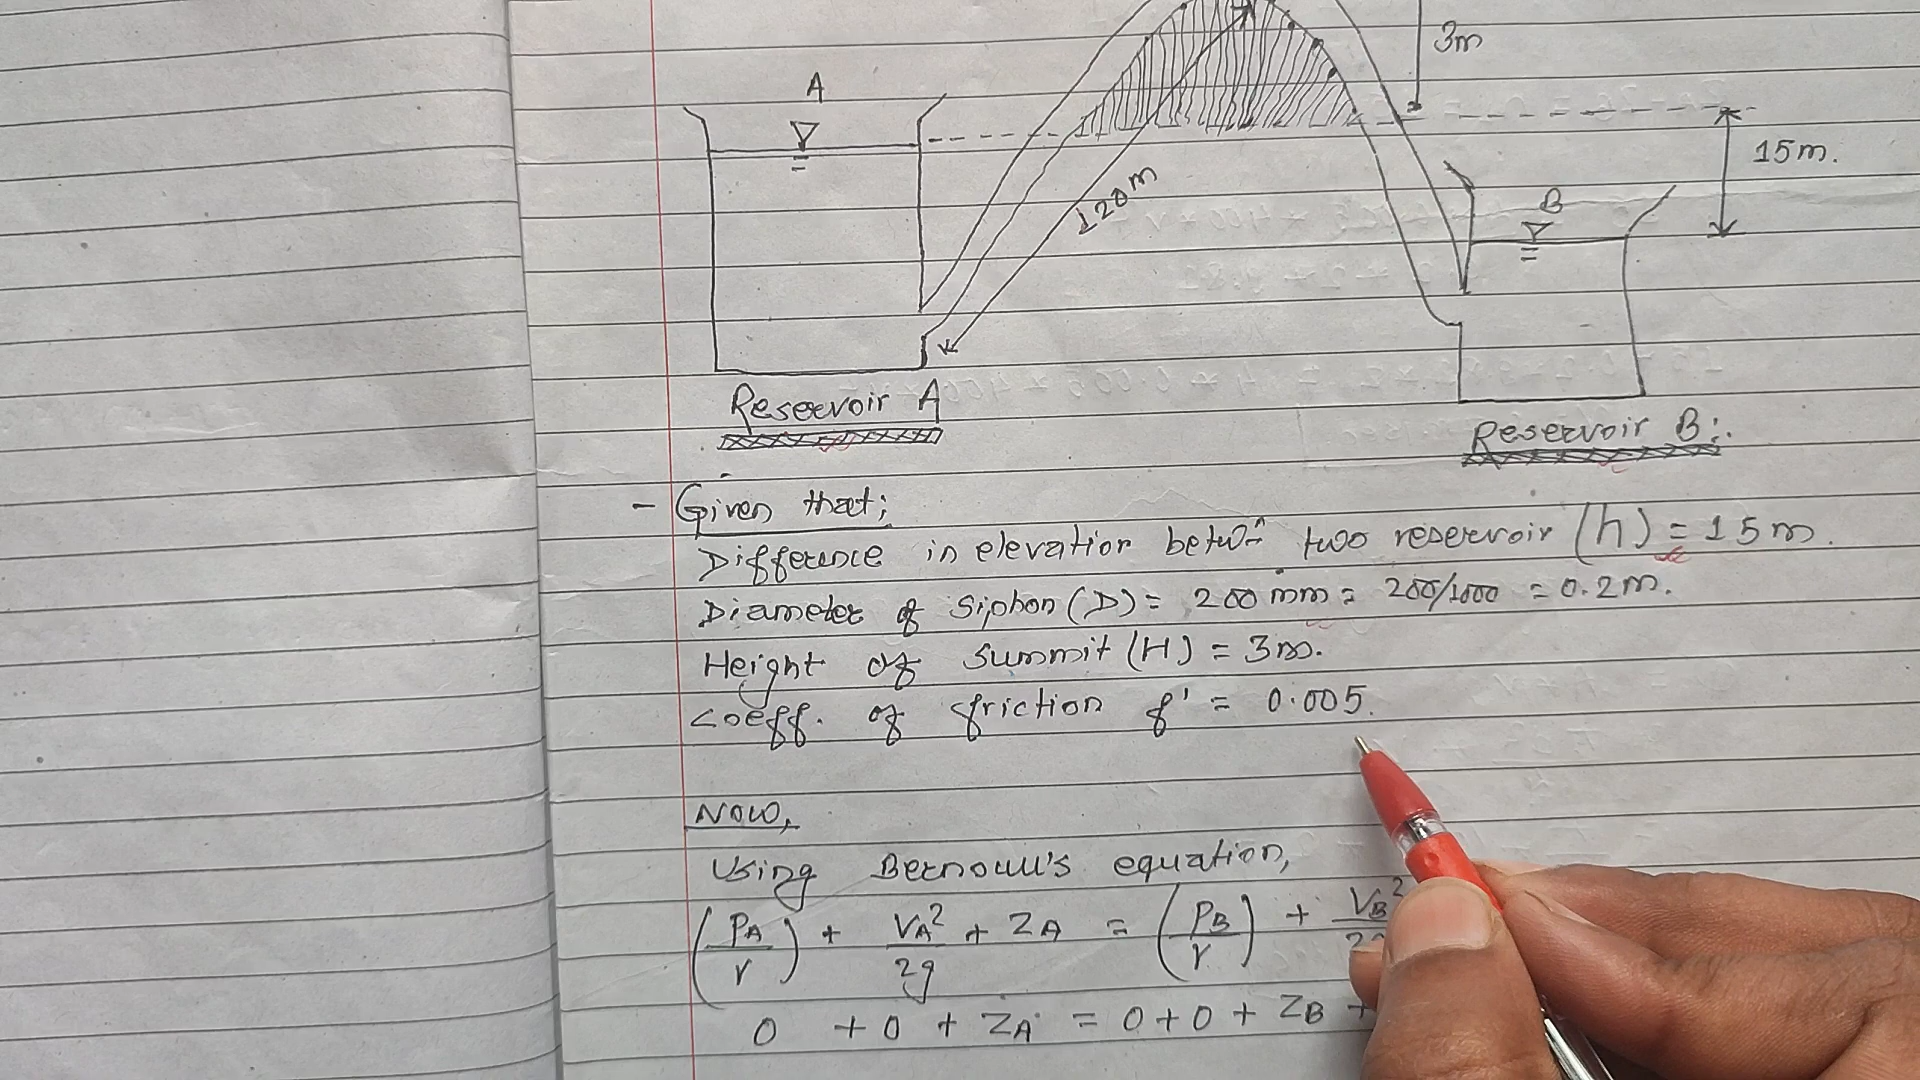 3m
A
15m.
120m
B
Reservoir A
Reservoir B:.
- Given that;
Difference in elevation betwn two reservoir (h) = 15m.
Diameter of siphon (D) = 200 mm = 200/1000 = 0.2m.
Height of summit (H) = 3m.
Coeff. of friction f' = 0.005.
Now,
Using Bernoulli's equation,
(PA/r) + VA²/2g + ZA = (PB/r) + VB²/2g
0 + 0 + ZA = 0 + 0 + ZB +